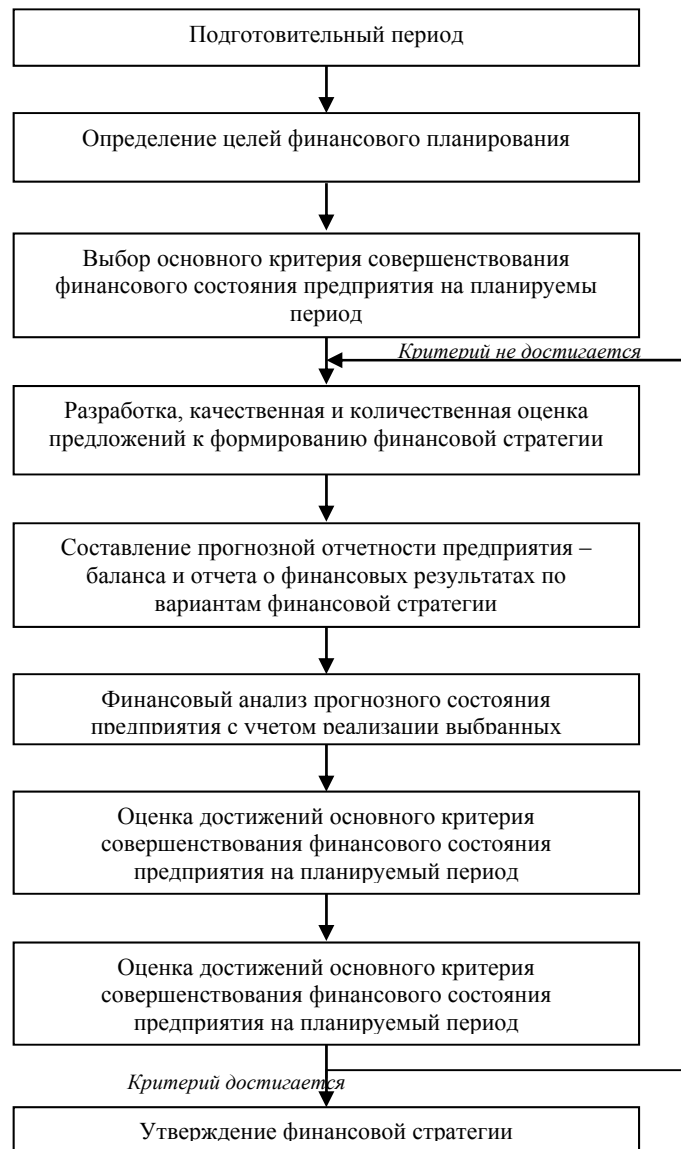 Подготовительный период
Определение целей финансового планирования
Выбор основного критерия совершенствования
финансового состояния предприятия на планируемы
период
Критерий не достигается
Разработка, качественная и количественная оценка
предложений к формированию финансовой стратегии
Составление прогнозной отчетности предприятия –
баланса и отчета о финансовых результатах по
вариантам финансовой стратегии
Финансовый анализ прогнозного состояния
предприятия с учетом реализации выбранных
Оценка достижений основного критерия
совершенствования финансового состояния
предприятия на планируемый период
Оценка достижений основного критерия
совершенствования финансового состояния
предприятия на планируемый период
Критерий достигается
Утверждение финансовой стратегии